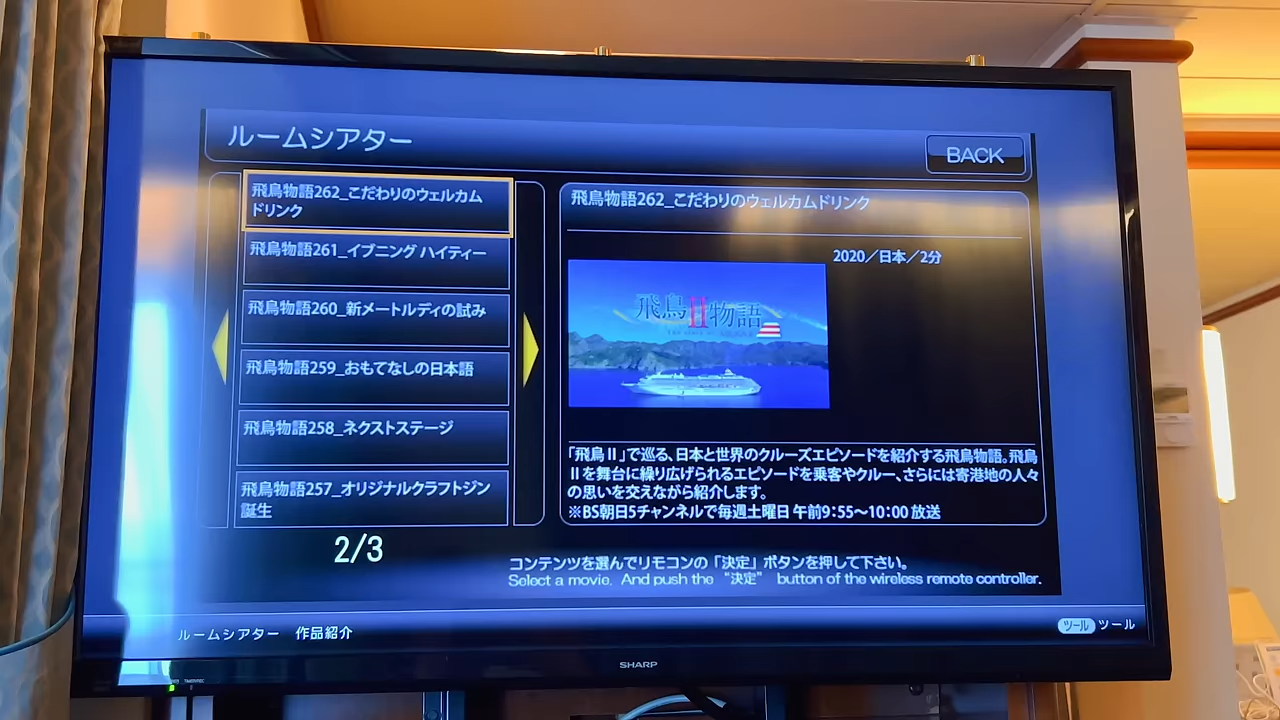 ルームシアター
BACK
飛鳥物語262_こだわりのウェルカム
ドリンク
飛鳥物語261_イブニング ハイティー
飛鳥物語260_新メートルディの試み
飛鳥物語259_おもてなしの日本語
飛鳥物語258_ネクストステージ
飛鳥物語257_オリジナルクラフトジン
誕生
2/3
飛鳥物語262_こだわりのウェルカムドリンク
2020／日本／2分
飛鳥II物語
「飛鳥Ⅱ」で巡る、日本と世界のクルーズエピソードを紹介する飛鳥物語。飛鳥
Ⅱを舞台に繰り広げられるエピソードを乗客やクルー、さらには寄港地の人々
の思いを交えながら紹介します。
※BS朝日5チャンネルで毎週土曜日 午前9:55〜10:00 放送
コンテンツを選んでリモコンの「決定」ボタンを押して下さい。
Select a movie. And push the “決定” button of the wireless remote controller.
ルームシアター 作品紹介
ツール ツール
SHARP